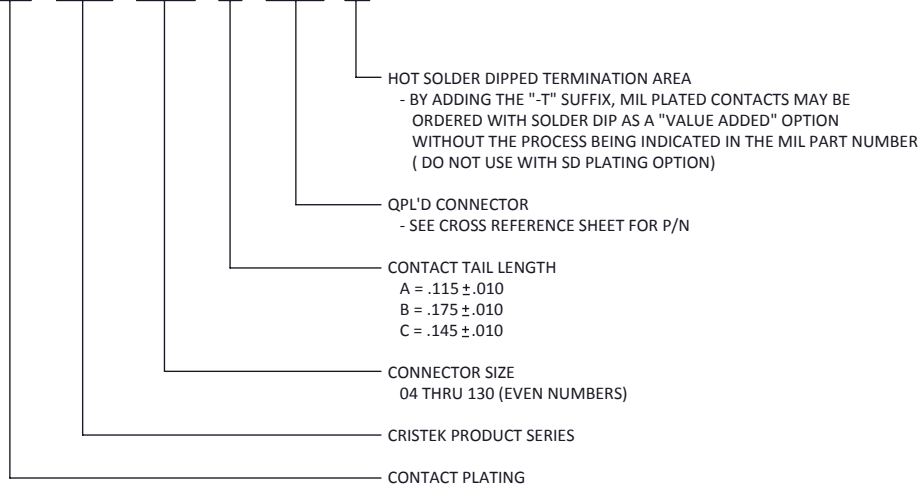 HOT SOLDER DIPPED TERMINATION AREA
- BY ADDING THE "-T" SUFFIX, MIL PLATED CONTACTS MAY BE
ORDERED WITH SOLDER DIP AS A "VALUE ADDED" OPTION
WITHOUT THE PROCESS BEING INDICATED IN THE MIL PART NUMBER
( DO NOT USE WITH SD PLATING OPTION)
QPL'D CONNECTOR
- SEE CROSS REFERENCE SHEET FOR P/N
CONTACT TAIL LENGTH
A = .115 ±.010
B = .175 ±.010
C = .145 ±.010
CONNECTOR SIZE
04 THRU 130 (EVEN NUMBERS)
CRISTEK PRODUCT SERIES
CONTACT PLATING